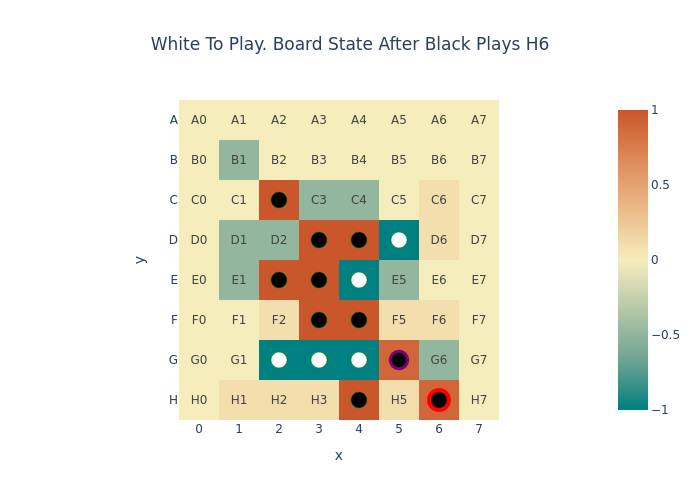 White To Play. Board State After Black Plays H6
A A0 A1 A2 A3 A4 A5 A6 A7
B B0 B1 B2 B3 B4 B5 B6 B7
C C0 C1 C3 C4 C5 C6 C7
D D0 D1 D2 D6 D7
E E0 E1 E5 E6 E7
F F0 F1 F2 F5 F6 F7
G G0 G1 G6 G7
H H0 H1 H2 H3 H5 H7
0 1 2 3 4 5 6 7
x
y
1
0.5
0
−0.5
−1